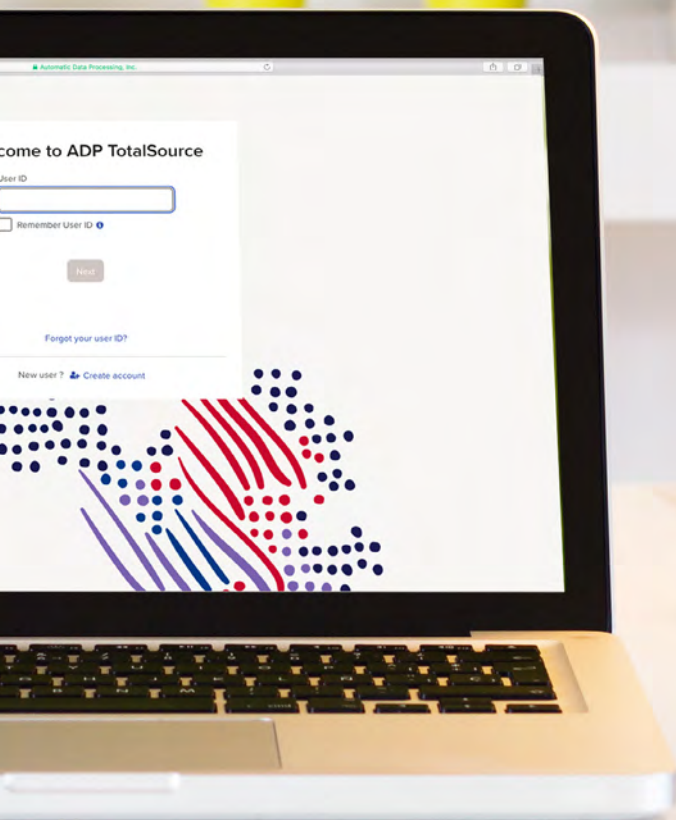 Automatic Data Processing, Inc.
come to ADP TotalSource
User ID
Remember User ID
Next
Forgot your user ID?
New user ? Create account